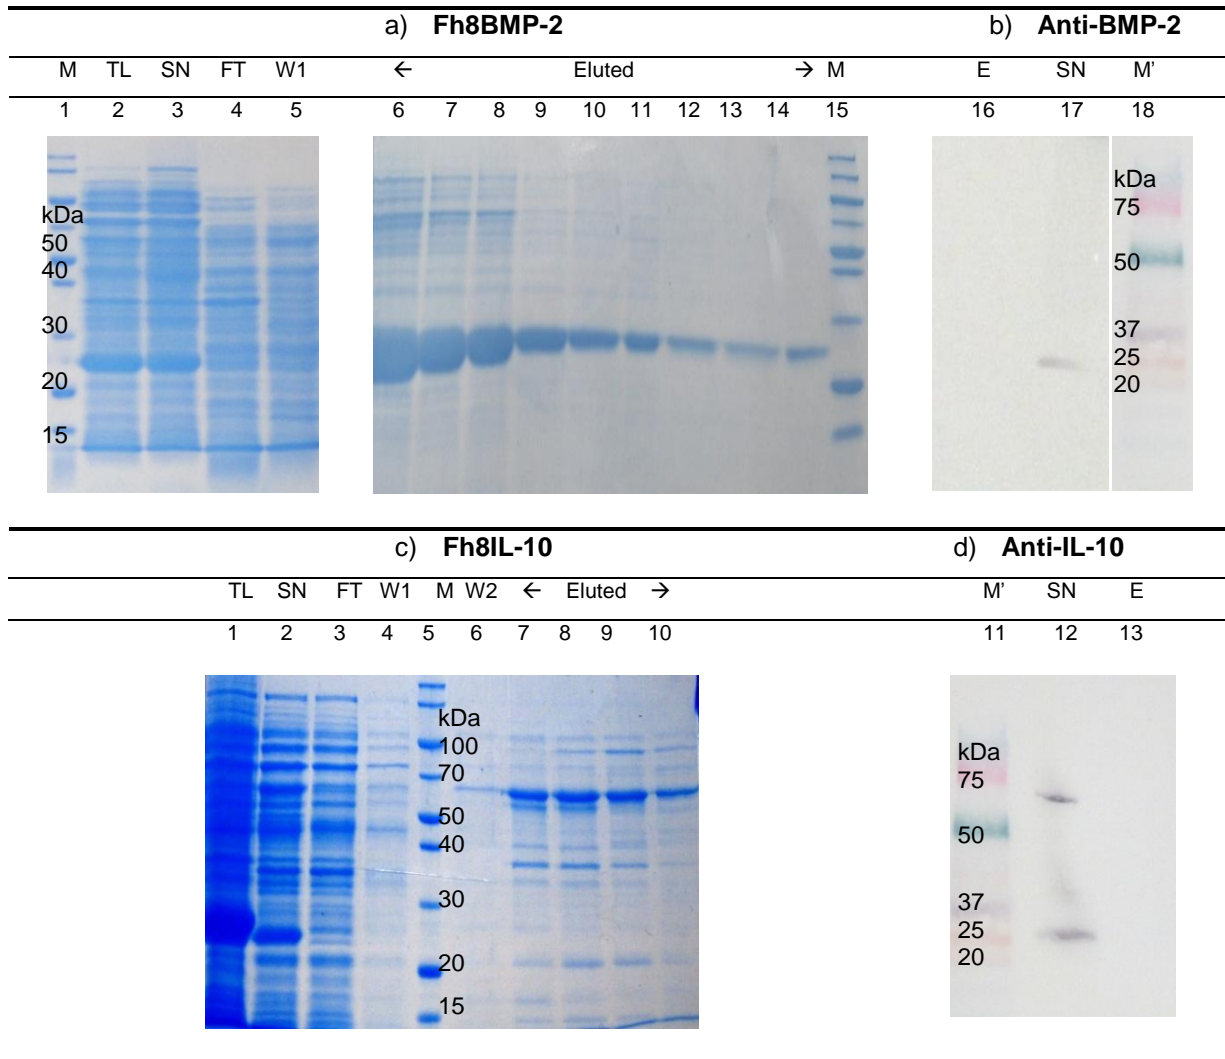 a) Fh8BMP-2 b) Anti-BMP-2
M TL SN FT W1 ← Eluted → M E SN M'
1 2 3 4 5 6 7 8 9 10 11 12 13 14 15 16 17 18
kDa
50
40
30
20
15
kDa
75
50
37
25
20
c) Fh8IL-10 d) Anti-IL-10
TL SN FT W1 M W2 ← Eluted → M' SN E
1 2 3 4 5 6 7 8 9 10 11 12 13
kDa
100
70
50
40
30
20
15
kDa
75
50
37
25
20